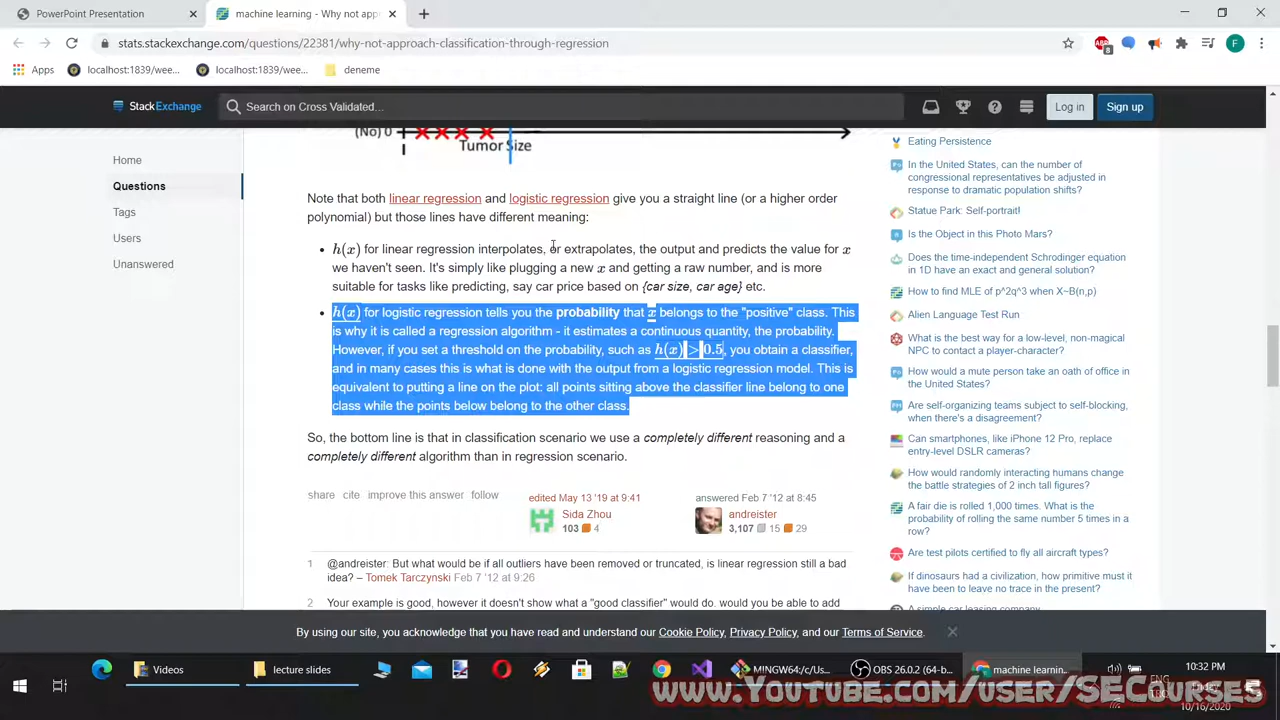 PowerPoint Presentation
machine learning - Why not app
stats.stackexchange.com/questions/22381/why-not-approach-classification-through-regression
8
F
Apps
localhost:1839/wee...
localhost:1839/wee...
deneme
StackExchange
Search on Cross Validated...
Log in
Sign up
Home
Questions
Tags
Users
Unanswered
(No) 0
Tumor Size
Note that both linear regression and logistic regression give you a straight line (or a higher order
polynomial) but those lines have different meaning:
• h(x) for linear regression interpolates, or extrapolates, the output and predicts the value for x
we haven't seen. It's simply like plugging a new x and getting a raw number, and is more
suitable for tasks like predicting, say car price based on {car size, car age} etc.
• h(x) for logistic regression tells you the probability that x belongs to the "positive" class. This
is why it is called a regression algorithm - it estimates a continuous quantity, the probability.
However, if you set a threshold on the probability, such as h(x) > 0.5, you obtain a classifier,
and in many cases this is what is done with the output from a logistic regression model. This is
equivalent to putting a line on the plot: all points sitting above the classifier line belong to one
class while the points below belong to the other class.
So, the bottom line is that in classification scenario we use a completely different reasoning and a
completely different algorithm than in regression scenario.
share cite improve this answer follow
edited May 13 '19 at 9:41
Sida Zhou
103 4
answered Feb 7 '12 at 8:45
andreister
3,107 15 29
1 @andreister: But what would be if all outliers have been removed or truncated, is linear regression still a bad
idea? – Tomek Tarczynski Feb 7 '12 at 9:26
2 Your example is good, however it doesn't show what a "good classifier" would do. would you be able to add
Eating Persistence
In the United States, can the number of
congressional representatives be adjusted in
response to dramatic population shifts?
Statue Park: Self-portrait!
Is the Object in this Photo Mars?
Does the time-independent Schrodinger equation
in 1D have an exact and general solution?
How to find MLE of p^2q^3 when X~B(n,p)
Alien Language Test Run
What is the best way for a low-level, non-magical
NPC to contact a player-character?
How would a mute person take an oath of office in
the United States?
Are self-organizing teams subject to self-blocking,
when there's a disagreement?
Can smartphones, like iPhone 12 Pro, replace
entry-level DSLR cameras?
How would randomly interacting humans change
the battle strategies of 2 inch tall figures?
A fair die is rolled 1,000 times. What is the
probability of rolling the same number 5 times in a
row?
Are test pilots certified to fly all aircraft types?
If dinosaurs had a civilization, how primitive must it
have been to leave no trace in the present?
A simple car leasing company
By using our site, you acknowledge that you have read and understand our Cookie Policy, Privacy Policy, and our Terms of Service.
Videos
lecture slides
MINGW64:/c/Us...
OBS 26.0.2 (64-b...
machine learnin...
ENG
10:32 PM
10/16/2020
www.YouTube.com/user/SECourses